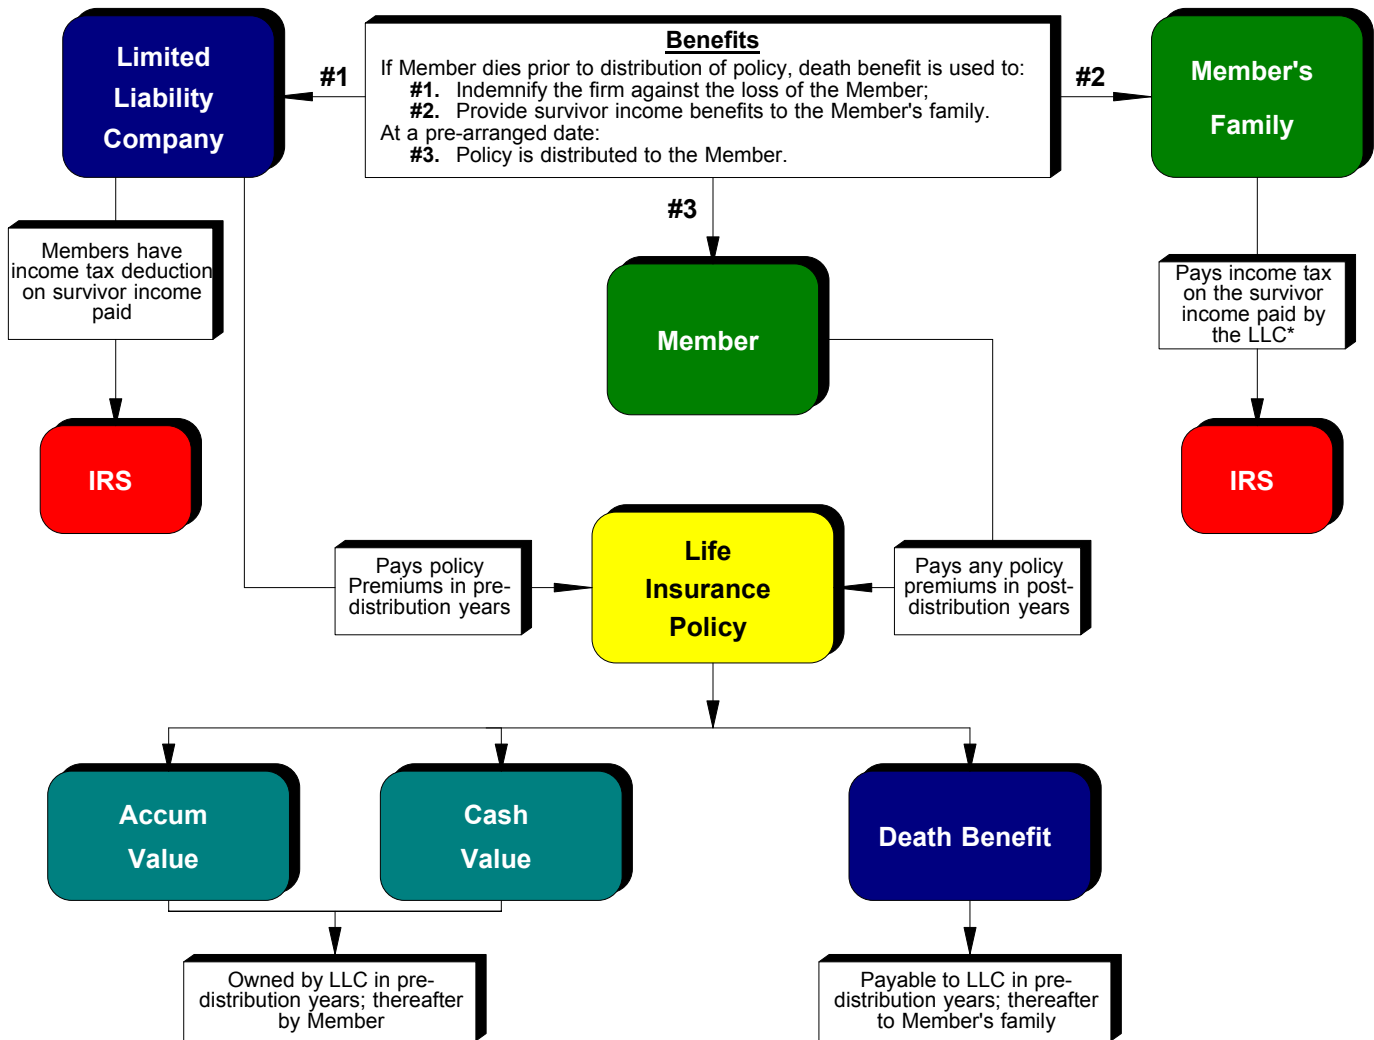 Limited
Liability
Company
#1
Benefits
If Member dies prior to distribution of policy, death benefit is used to:
#1. Indemnify the firm against the loss of the Member;
#2. Provide survivor income benefits to the Member's family.
At a pre-arranged date:
#3. Policy is distributed to the Member.
#2
Member's
Family
#3
Members have
income tax deduction
on survivor income
paid
Member
Pays income tax
on the survivor
income paid by
the LLC*
IRS
IRS
Pays policy
Premiums in pre-
distribution years
Life
Insurance
Policy
Pays any policy
premiums in post-
distribution years
Accum
Value
Cash
Value
Death Benefit
Owned by LLC in pre-
distribution years; thereafter
by Member
Payable to LLC in pre-
distribution years; thereafter
to Member's family